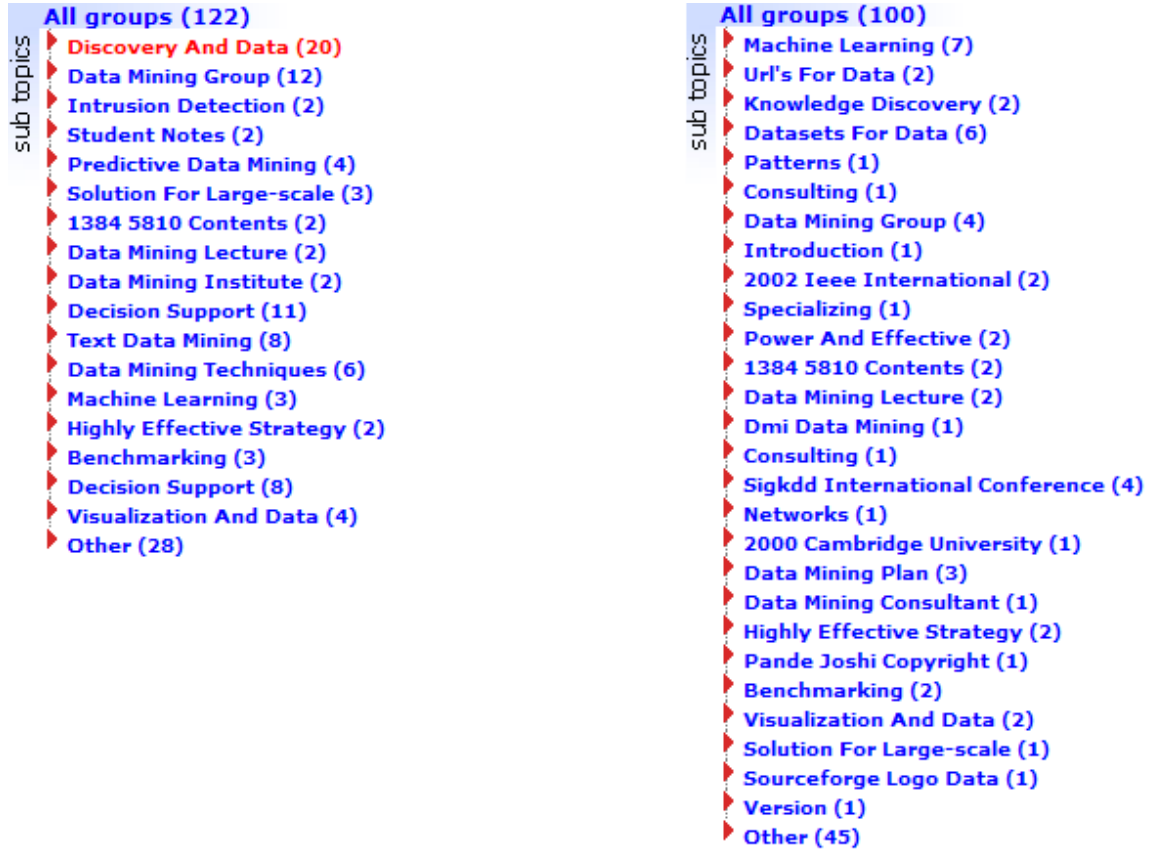 All groups (122)
sub topics
Discovery And Data (20)
Data Mining Group (12)
Intrusion Detection (2)
Student Notes (2)
Predictive Data Mining (4)
Solution For Large-scale (3)
1384 5810 Contents (2)
Data Mining Lecture (2)
Data Mining Institute (2)
Decision Support (11)
Text Data Mining (8)
Data Mining Techniques (6)
Machine Learning (3)
Highly Effective Strategy (2)
Benchmarking (3)
Decision Support (8)
Visualization And Data (4)
Other (28)
All groups (100)
sub topics
Machine Learning (7)
Url's For Data (2)
Knowledge Discovery (2)
Datasets For Data (6)
Patterns (1)
Consulting (1)
Data Mining Group (4)
Introduction (1)
2002 Ieee International (2)
Specializing (1)
Power And Effective (2)
1384 5810 Contents (2)
Data Mining Lecture (2)
Dmi Data Mining (1)
Consulting (1)
Sigkdd International Conference (4)
Networks (1)
2000 Cambridge University (1)
Data Mining Plan (3)
Data Mining Consultant (1)
Highly Effective Strategy (2)
Pande Joshi Copyright (1)
Benchmarking (2)
Visualization And Data (2)
Solution For Large-scale (1)
Sourceforge Logo Data (1)
Version (1)
Other (45)